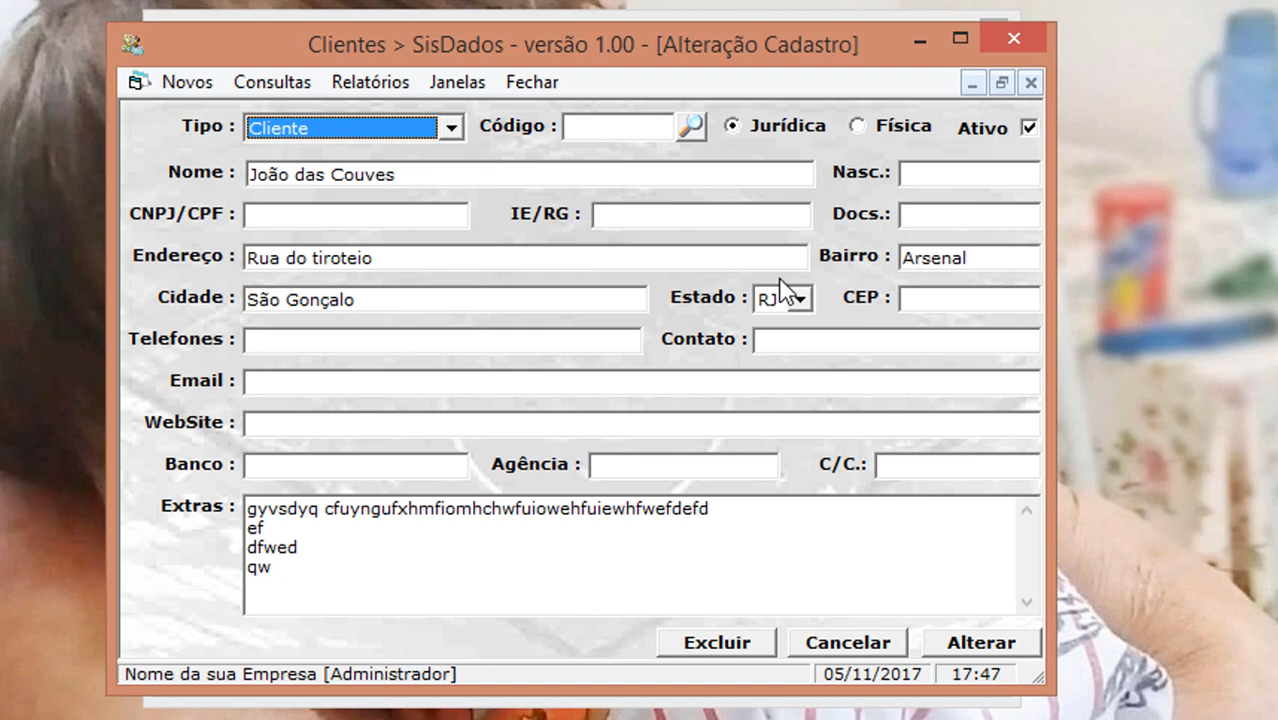 Clientes > SisDados - versão 1.00 - [Alteração Cadastro]
Novos Consultas Relatórios Janelas Fechar
Tipo : Cliente Código : Jurídica Física Ativo
Nome : João das Couves Nasc.:
CNPJ/CPF : IE/RG : Docs.:
Endereço : Rua do tiroteio Bairro : Arsenal
Cidade : São Gonçalo Estado : RJ CEP :
Telefones : Contato :
Email :
WebSite :
Banco : Agência : C/C.:
Extras : gyvsdyq cfuyngufxhmfiomhchwfuiowehfuiewhfwefdefd
ef
dfwed
qw
Excluir Cancelar Alterar
Nome da sua Empresa [Administrador] 05/11/2017 17:47